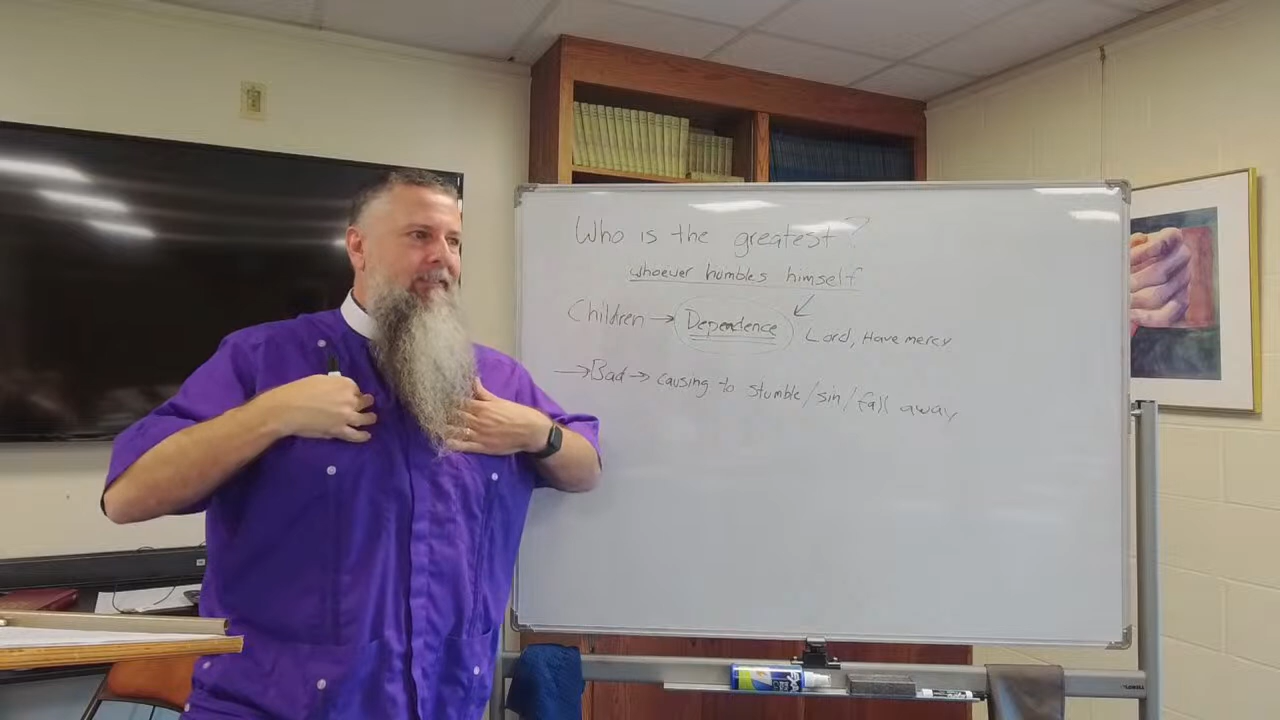 Who is the greatest?
whoever humbles himself
Children → Dependence
Lord, Have mercy
→ Bad → causing to stumble/sin/fall away
EXPO